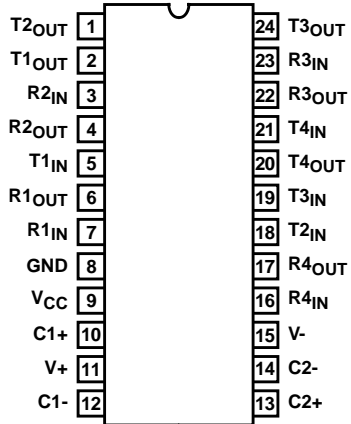 T2OUT 1 24 T3OUT
T1OUT 2 23 R3IN
R2IN 3 22 R3OUT
R2OUT 4 21 T4IN
T1IN 5 20 T4OUT
R1OUT 6 19 T3IN
R1IN 7 18 T2IN
GND 8 17 R4OUT
VCC 9 16 R4IN
C1+ 10 15 V-
V+ 11 14 C2-
C1- 12 13 C2+